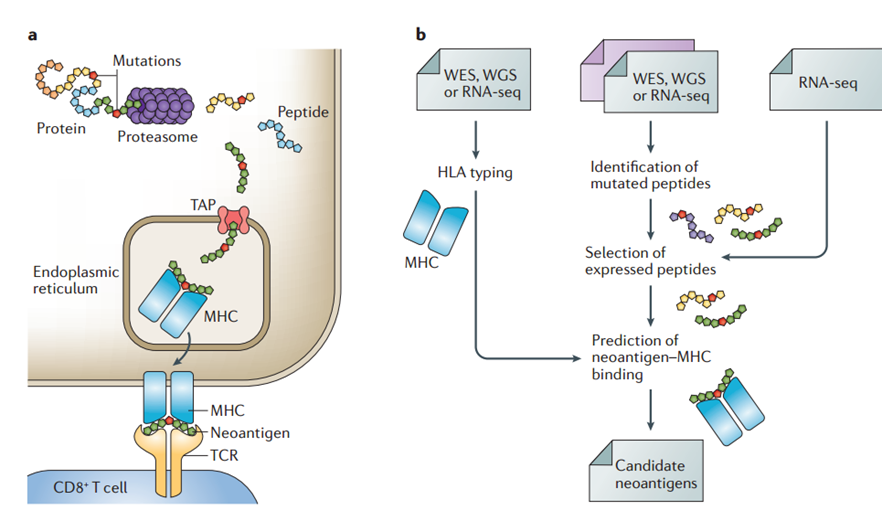 a
Mutations
Protein
Proteasome
Peptide
TAP
Endoplasmic
reticulum
MHC
MHC
Neoantigen
TCR
CD8+ T cell
b
WES, WGS
or RNA-seq
WES, WGS
or RNA-seq
RNA-seq
HLA typing
Identification of
mutated peptides
MHC
Selection of
expressed peptides
Prediction of
neoantigen–MHC
binding
Candidate
neoantigens